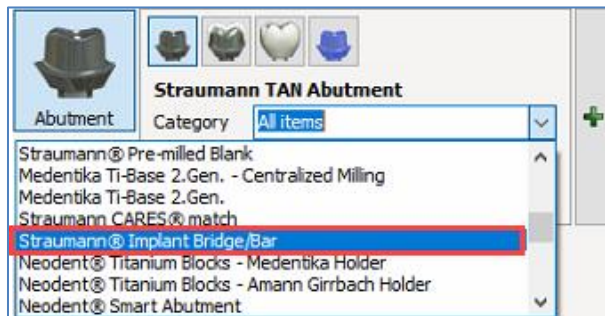 Straumann TAN Abutment
Abutment
Category All items
Straumann® Pre-milled Blank
Medentika Ti-Base 2.Gen. - Centralized Milling
Medentika Ti-Base 2.Gen.
Straumann CARES® match
Straumann® Implant Bridge/Bar
Neodent® Titanium Blocks - Medentika Holder
Neodent® Titanium Blocks - Amann Girrbach Holder
Neodent® Smart Abutment